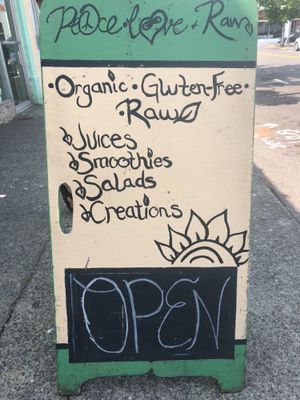 Peace·Love·Raw
·Organic·Gluten-Free·
·Raw
Juices
Smoothies
Salads
Creations
OPEN